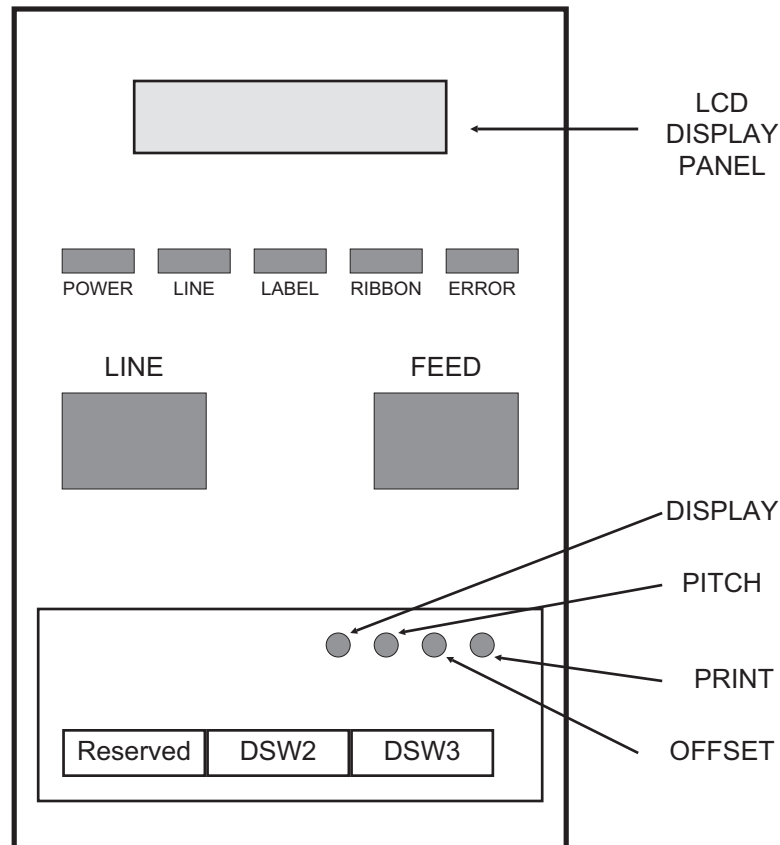 LCD
DISPLAY
PANEL
POWER LINE LABEL RIBBON ERROR
LINE FEED
DISPLAY
PITCH
PRINT
OFFSET
Reserved DSW2 DSW3